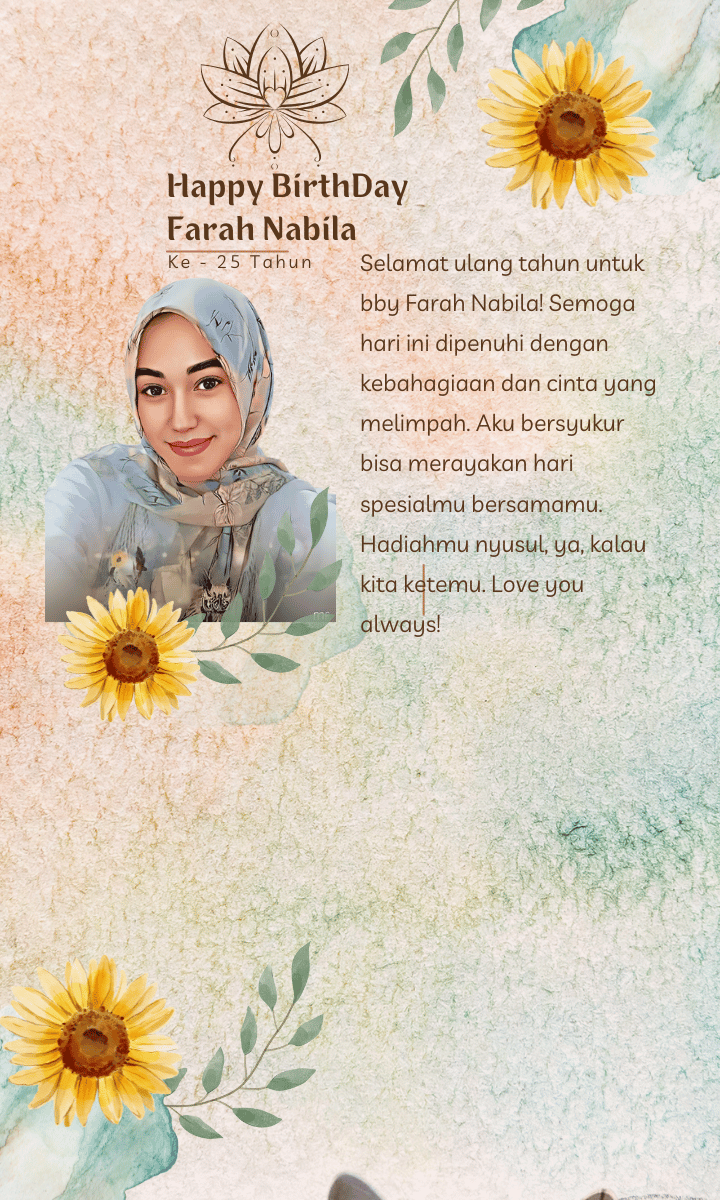 Happy BirthDay
Farah Nabila
Ke - 25 Tahun
Selamat ulang tahun untuk
bby Farah Nabila! Semoga
hari ini dipenuhi dengan
kebahagiaan dan cinta yang
melimpah. Aku bersyukur
bisa merayakan hari
spesialmu bersamamu.
Hadiahmu nyusul, ya, kalau
kita ketemu. Love you
always!